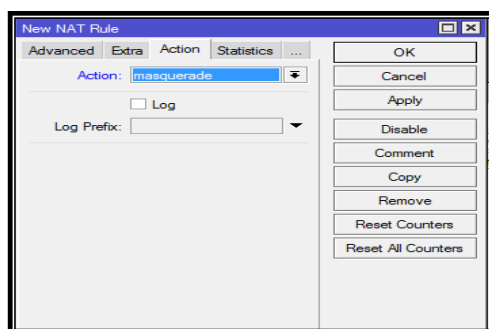 New NAT Rule
Advanced Extra Action Statistics ...
Action: masquerade
Log
Log Prefix:
OK
Cancel
Apply
Disable
Comment
Copy
Remove
Reset Counters
Reset All Counters